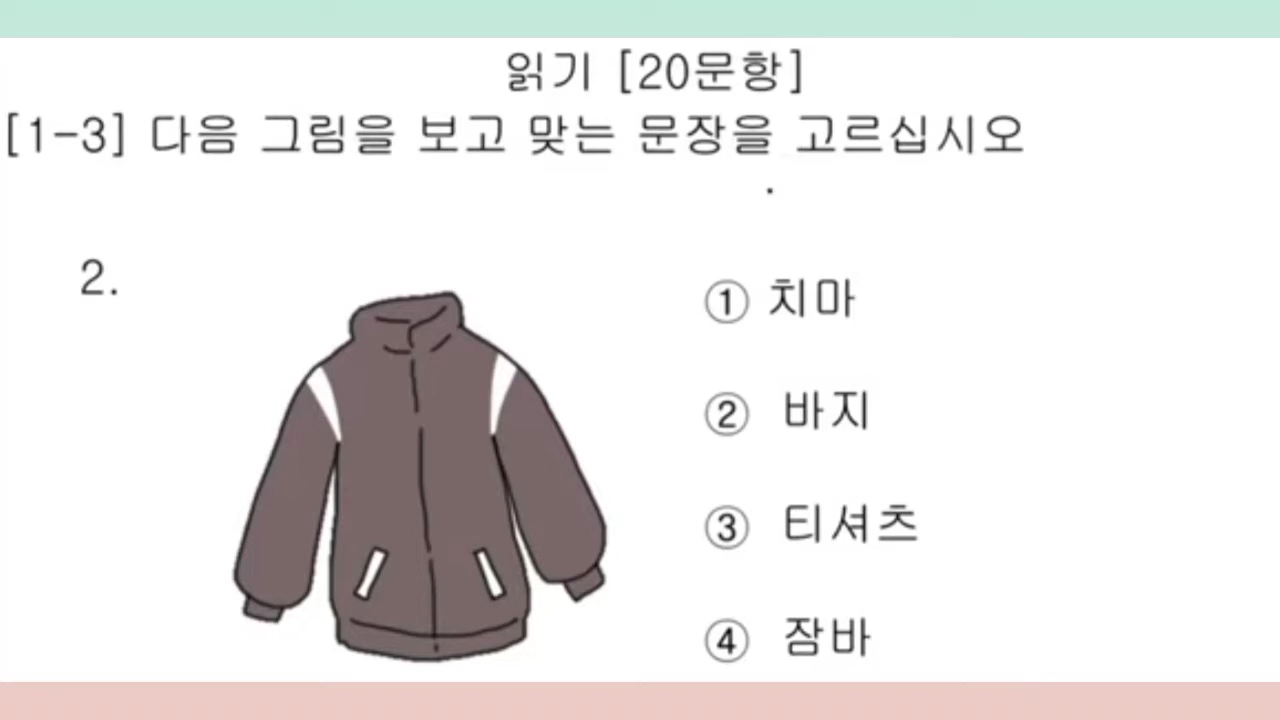 읽기 [20문항]
[1-3] 다음 그림을 보고 맞는 문장을 고르십시오
.
2.
① 치마
② 바지
③ 티셔츠
④ 잠바